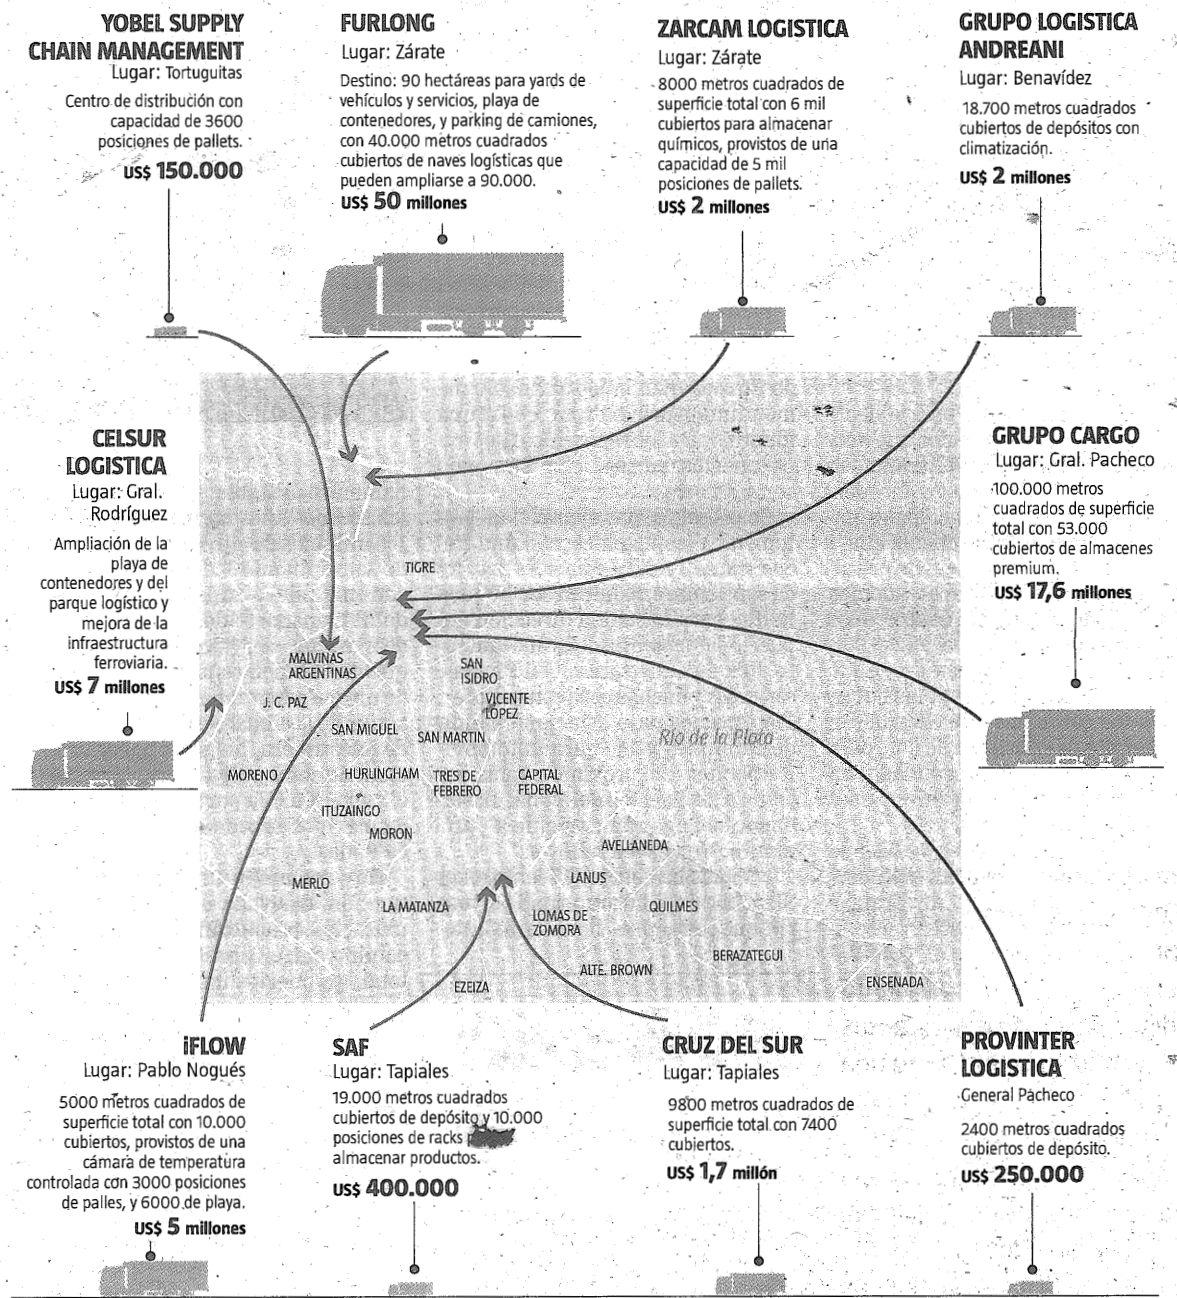 YOBEL SUPPLY
CHAIN MANAGEMENT
Lugar: Tortuguitas
Centro de distribución con
capacidad de 3600
posiciones de pallets.
US$ 150.000
FURLONG
Lugar: Zárate
Destino: 90 hectáreas para yards de
vehículos y servicios, playa de
contenedores, y parking de camiones,
con 40.000 metros cuadrados
cubiertos de naves logísticas que
pueden ampliarse a 90.000.
US$ 50 millones
ZARCAM LOGISTICA
Lugar: Zárate
8000 metros cuadrados de
superficie total con 6 mil
cubiertos para almacenar
químicos, provistos de una
capacidad de 5 mil
posiciones de pallets.
US$ 2 millones
GRUPO LOGISTICA
ANDREANI
Lugar: Benavídez
18.700 metros cuadrados
cubiertos de depósitos con
climatización.
US$ 2 millones
CELSUR
LOGISTICA
Lugar: Gral.
Rodríguez
Ampliación de la
playa de
contenedores y del
parque logístico y
mejora de la
infraestructura
ferroviaria.
US$ 7 millones
GRUPO CARGO
Lugar: Gral. Pacheco
100.000 metros
cuadrados de superficie
total con 53.000
cubiertos de almacenes
premium.
US$ 17,6 millones
TIGRE
MALVINAS
ARGENTINAS
SAN
ISIDRO
J. C. PAZ
VICENTE
LÓPEZ
SAN MIGUEL
SAN MARTIN
Río de la Plata
MORENO
HURLINGHAM
TRES DE
FEBRERO
CAPITAL
FEDERAL
ITUZAINGO
MORON
AVELLANEDA
MERLO
LANUS
LA MATANZA
QUILMES
LOMAS DE
ZOMORA
BERAZATEGUI
ALTE. BROWN
EZEIZA
ENSENADA
iFLOW
Lugar: Pablo Nogués
5000 metros cuadrados de
superficie total con 10.000
cubiertos, provistos de una
cámara de temperatura
controlada con 3000 posiciones
de palles, y 6000 de playa.
US$ 5 millones
SAF
Lugar: Tapiales
19.000 metros cuadrados
cubiertos de depósito y 10.000
posiciones de racks
almacenar productos.
US$ 400.000
CRUZ DEL SUR
Lugar: Tapiales
9800 metros cuadrados de
superficie total con 7400
cubiertos.
US$ 1,7 millón
PROVINTER
LOGISTICA
General Pacheco
2400 metros cuadrados
cubiertos de depósito.
US$ 250.000